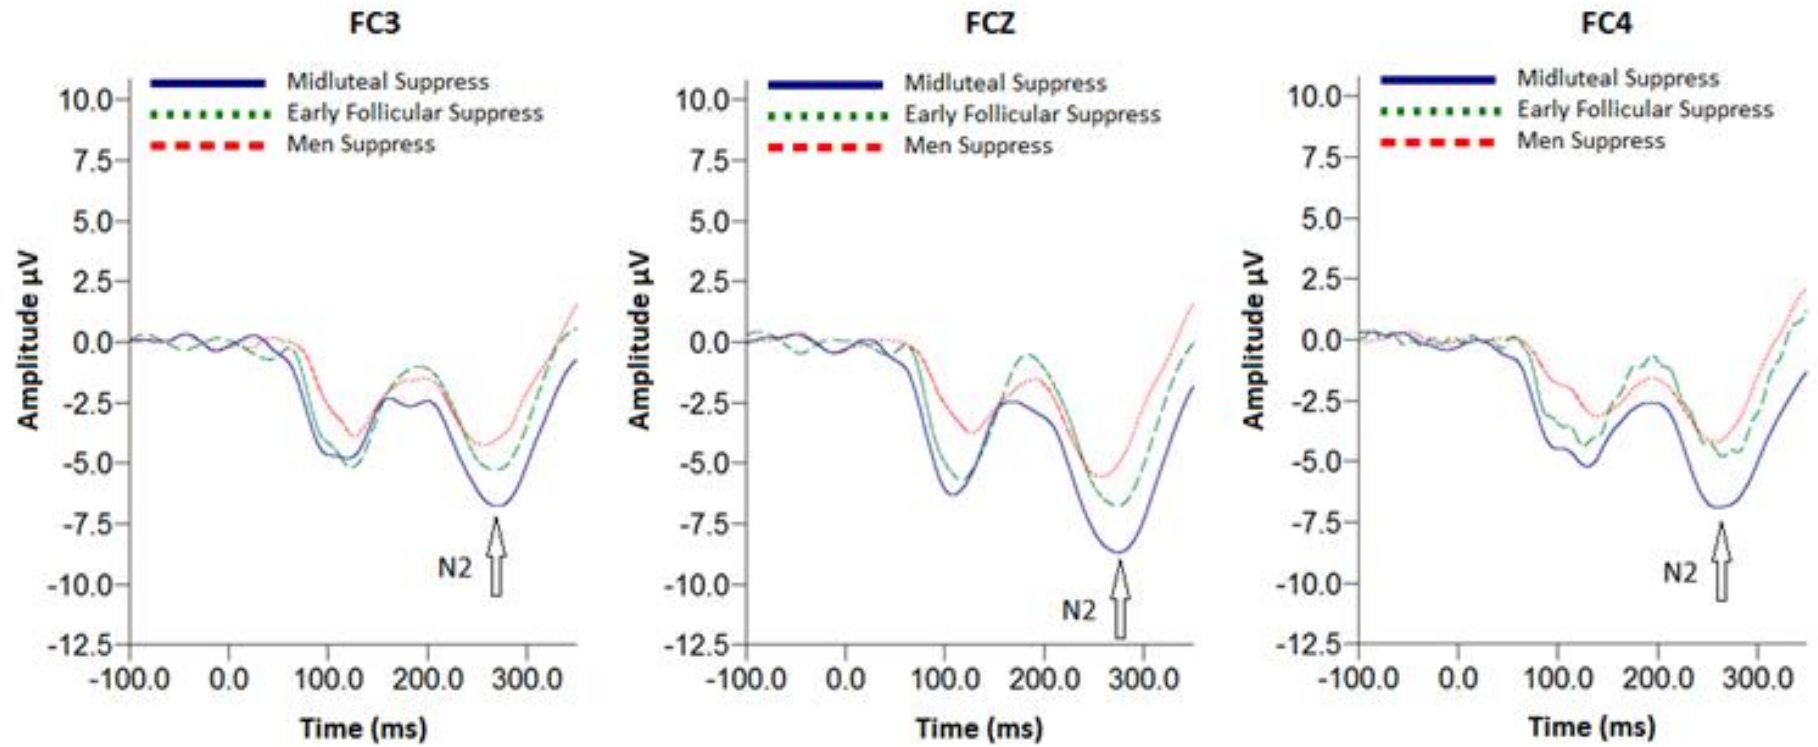 FC3
Midluteal Suppress
Early Follicular Suppress
Men Suppress
10.0
7.5
5.0
2.5
0.0
-2.5
-5.0
-7.5
-10.0
-12.5
Amplitude µV
N2
-100.0 0.0 100.0 200.0 300.0
Time (ms)
FCZ
Midluteal Suppress
Early Follicular Suppress
Men Suppress
10.0
7.5
5.0
2.5
0.0
-2.5
-5.0
-7.5
-10.0
-12.5
Amplitude µV
N2
-100.0 0.0 100.0 200.0 300.0
Time (ms)
FC4
Midluteal Suppress
Early Follicular Suppress
Men Suppress
10.0
7.5
5.0
2.5
0.0
-2.5
-5.0
-7.5
-10.0
-12.5
Amplitude µV
N2
-100.0 0.0 100.0 200.0 300.0
Time (ms)